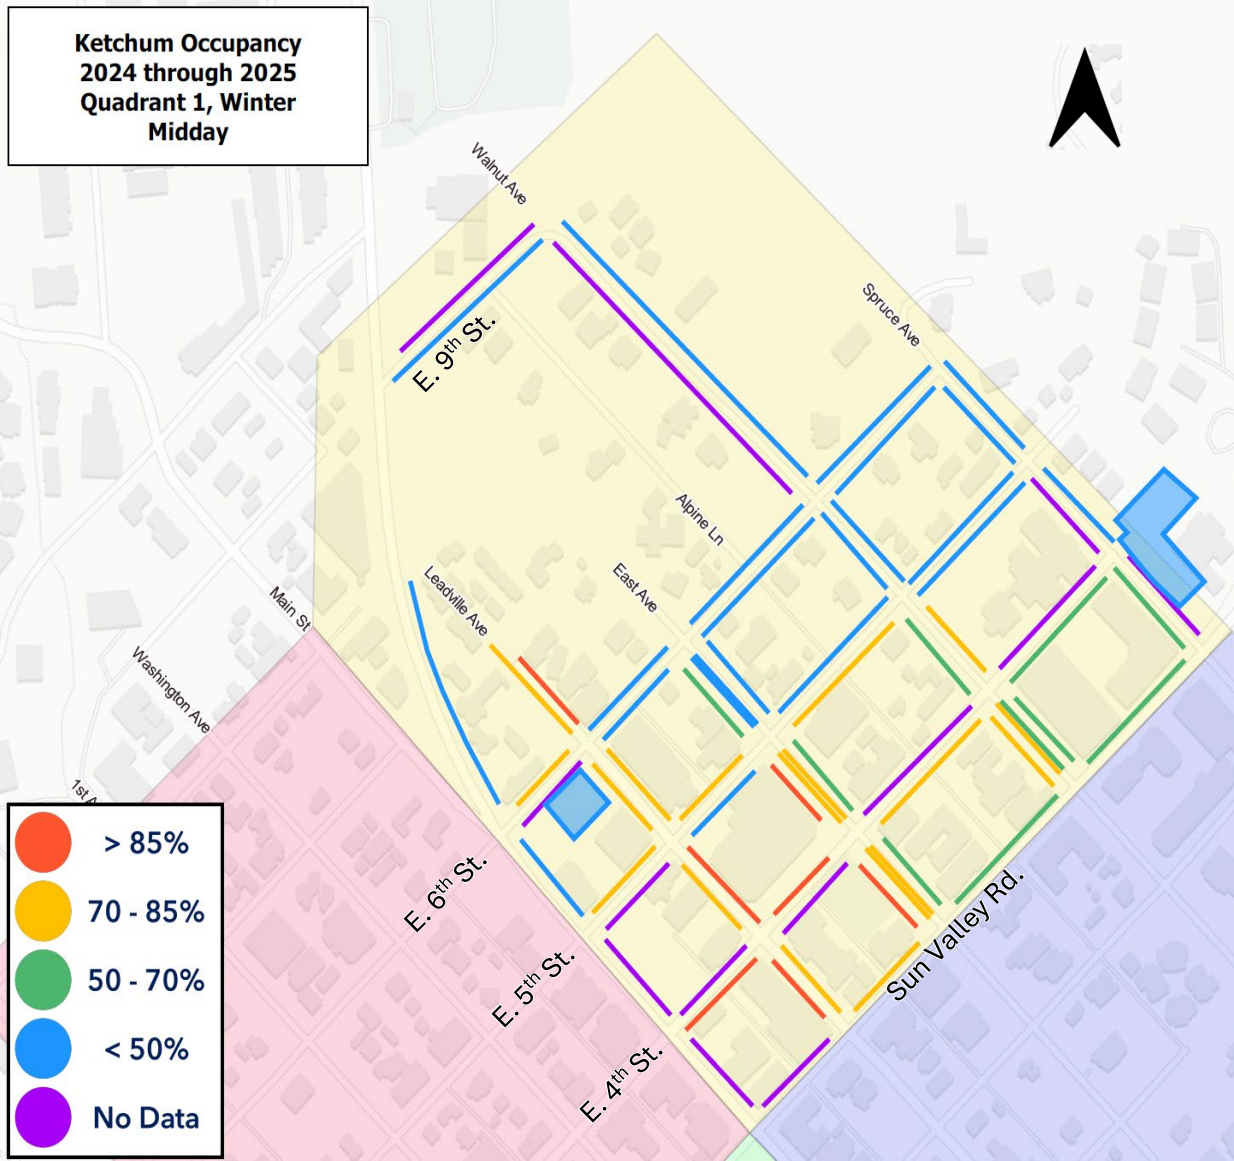 Ketchum Occupancy
2024 through 2025
Quadrant 1, Winter
Midday
Walnut Ave
Spruce Ave
E. 9th St.
Alpine Ln
East Ave
Leadville Ave
Main St
Washington Ave
1st A
E. 6th St.
E. 5th St.
E. 4th St.
Sun Valley Rd.
> 85%
70 - 85%
50 - 70%
< 50%
No Data